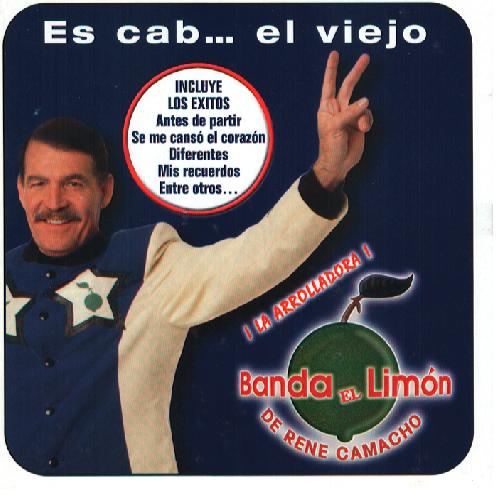 Es cab... el viejo
INCLUYE
LOS EXITOS
Antes de partir
Se me cansó el corazón
Diferentes
Mis recuerdos
Entre otros...
¡ LA ARROLLADORA !
Banda EL Limón
DE RENE CAMACHO